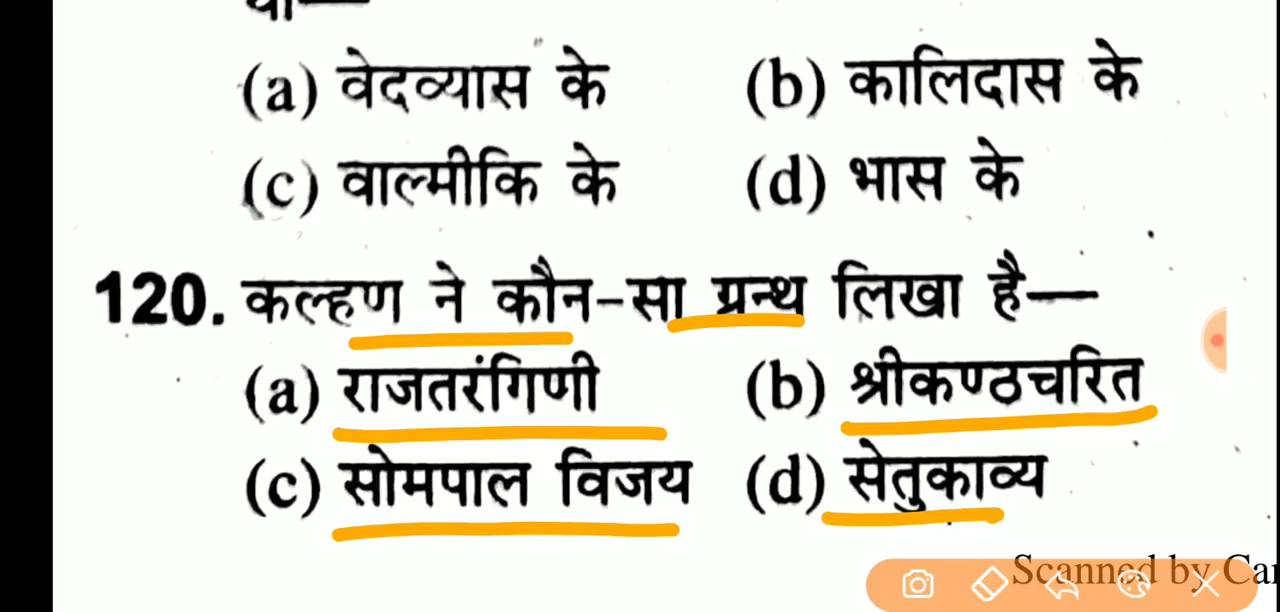 (a) वेदव्यास के (b) कालिदास के
(c) वाल्मीकि के (d) भास के
120. कल्हण ने कौन-सा ग्रन्थ लिखा है—
(a) राजतरंगिणी (b) श्रीकण्ठचरित
(c) सोमपाल विजय (d) सेतुकाव्य
Scanned by